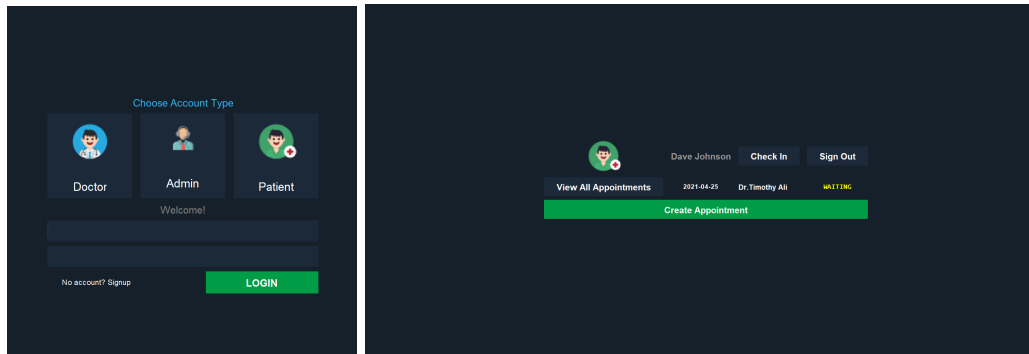 Choose Account Type
Doctor Admin Patient
Welcome!
No account? Signup LOGIN
Dave Johnson Check In Sign Out
View All Appointments 2021-04-25 Dr.Timothy Ali WAITING
Create Appointment